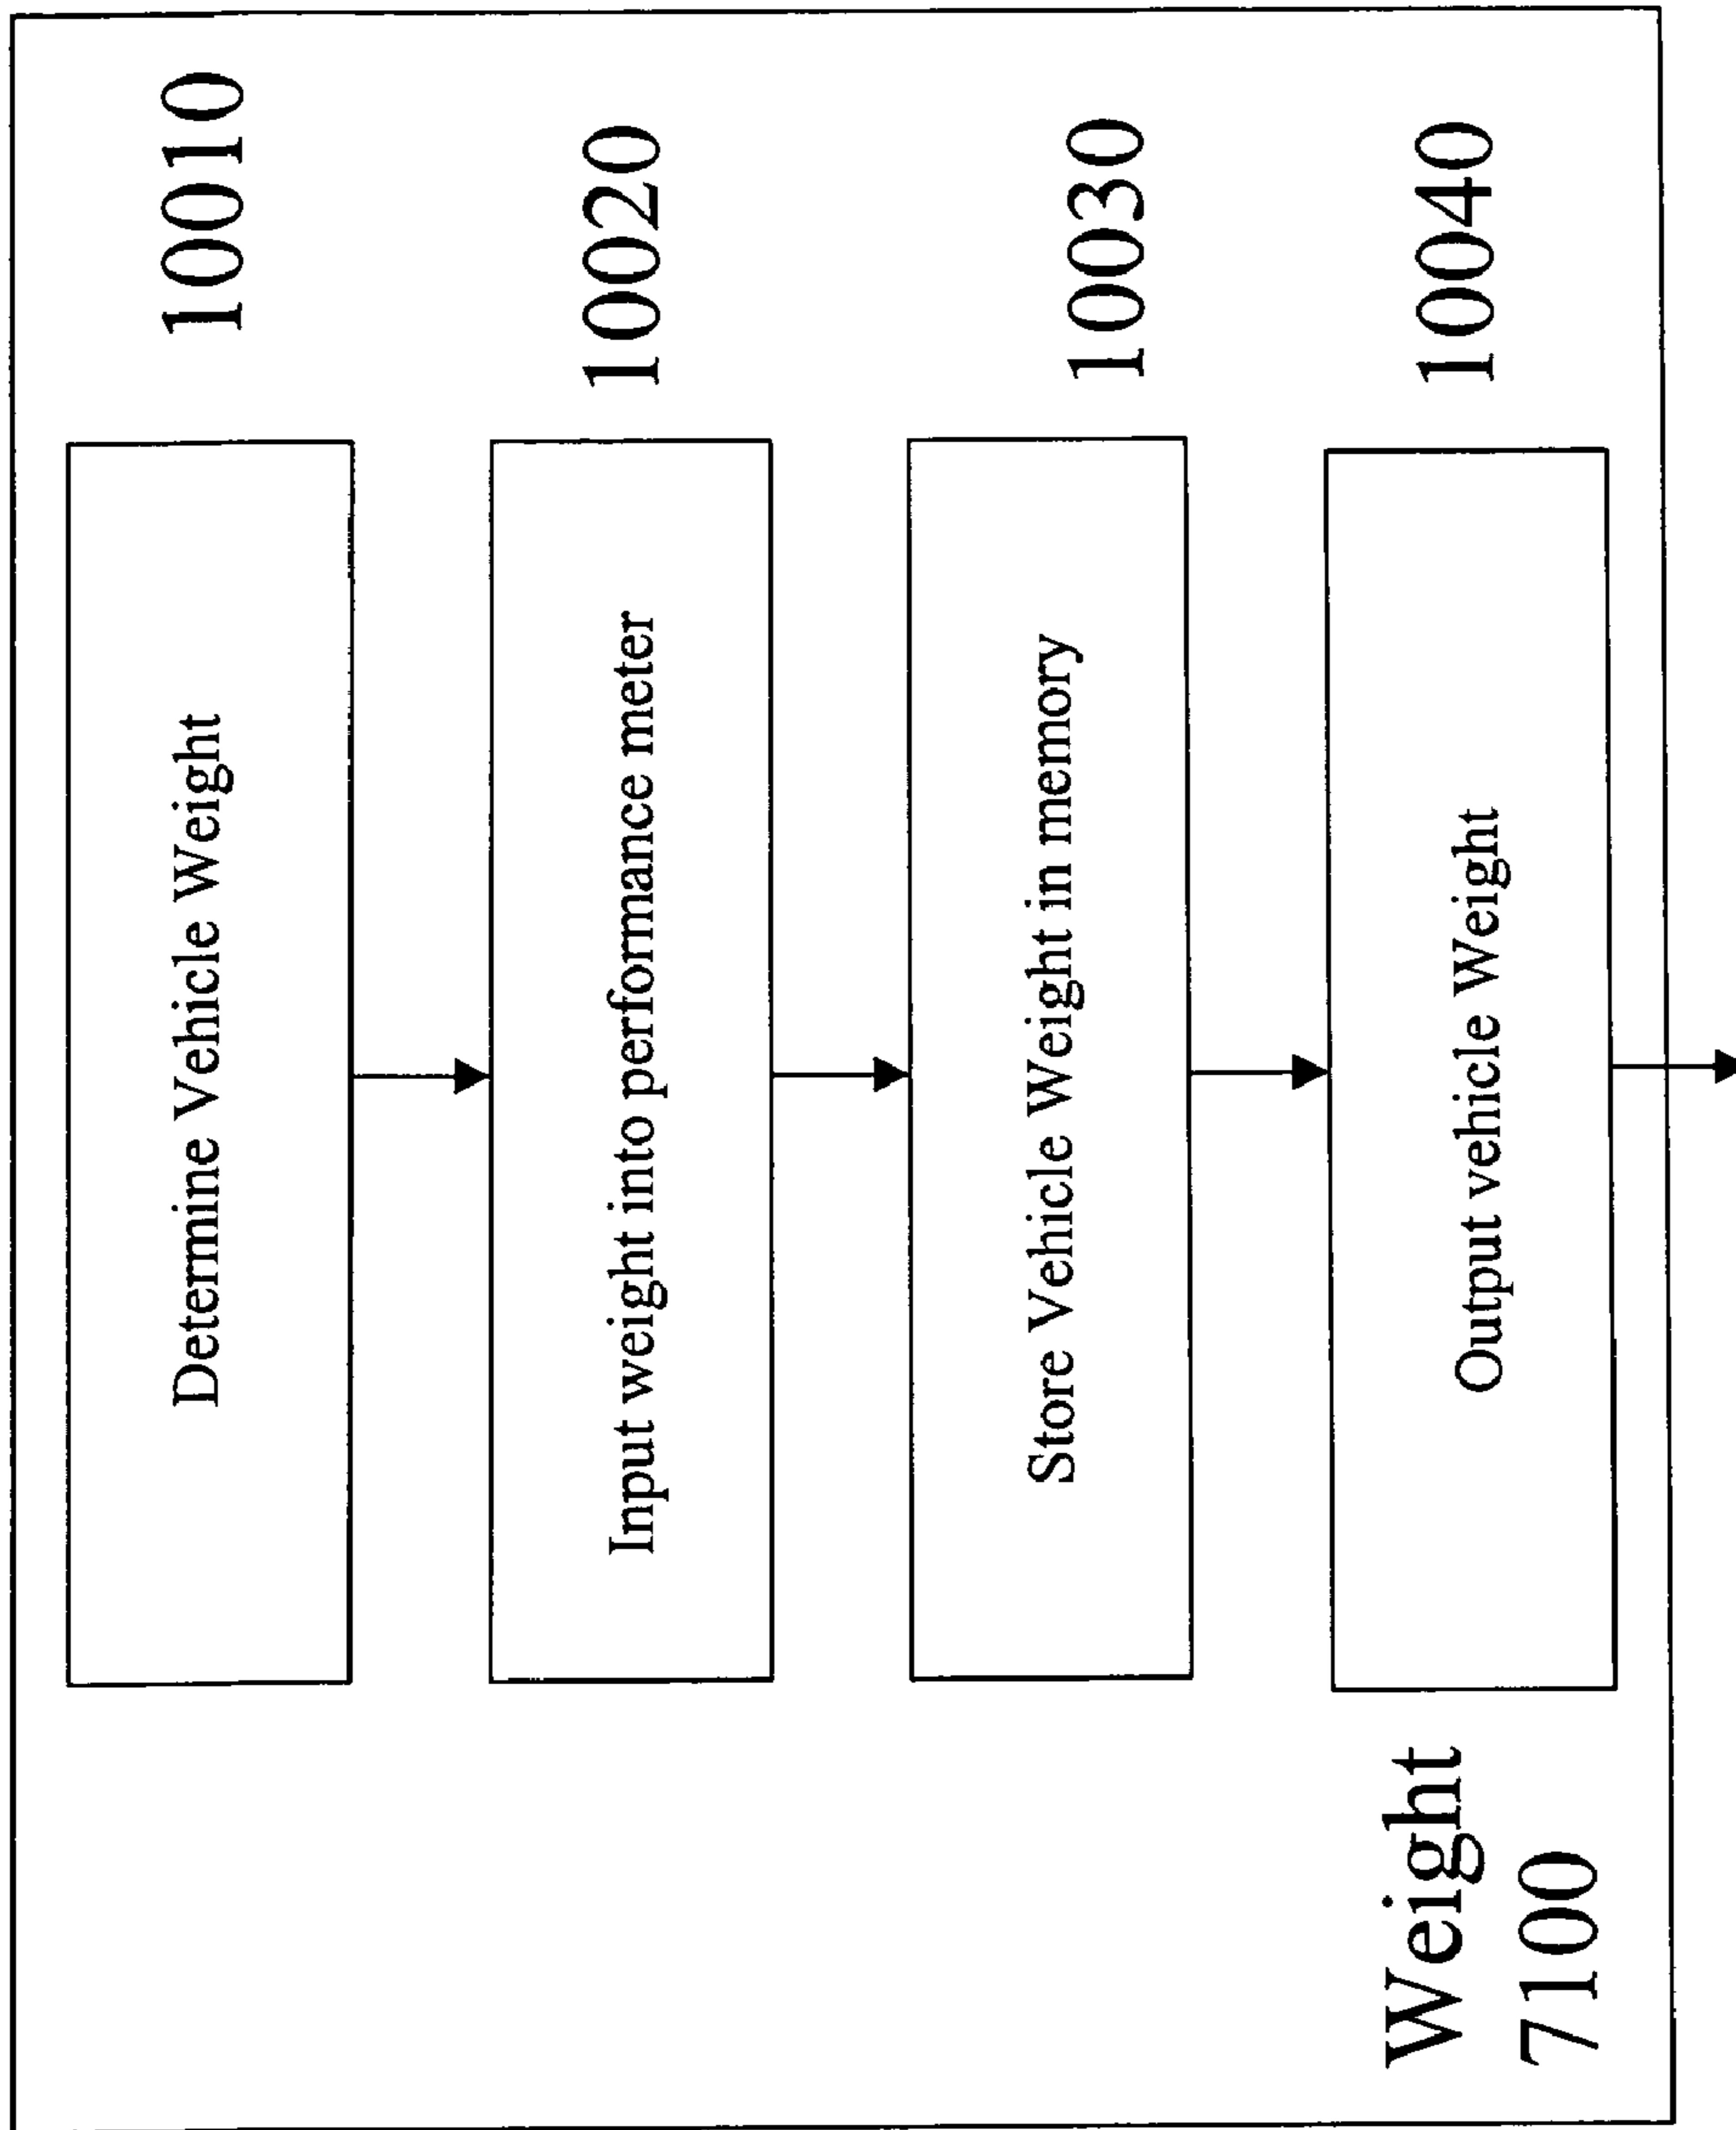 Determine Vehicle Weight
10010
Input weight into performance meter
10020
Store Vehicle Weight in memory
10030
Output vehicle Weight
10040
Weight
7100